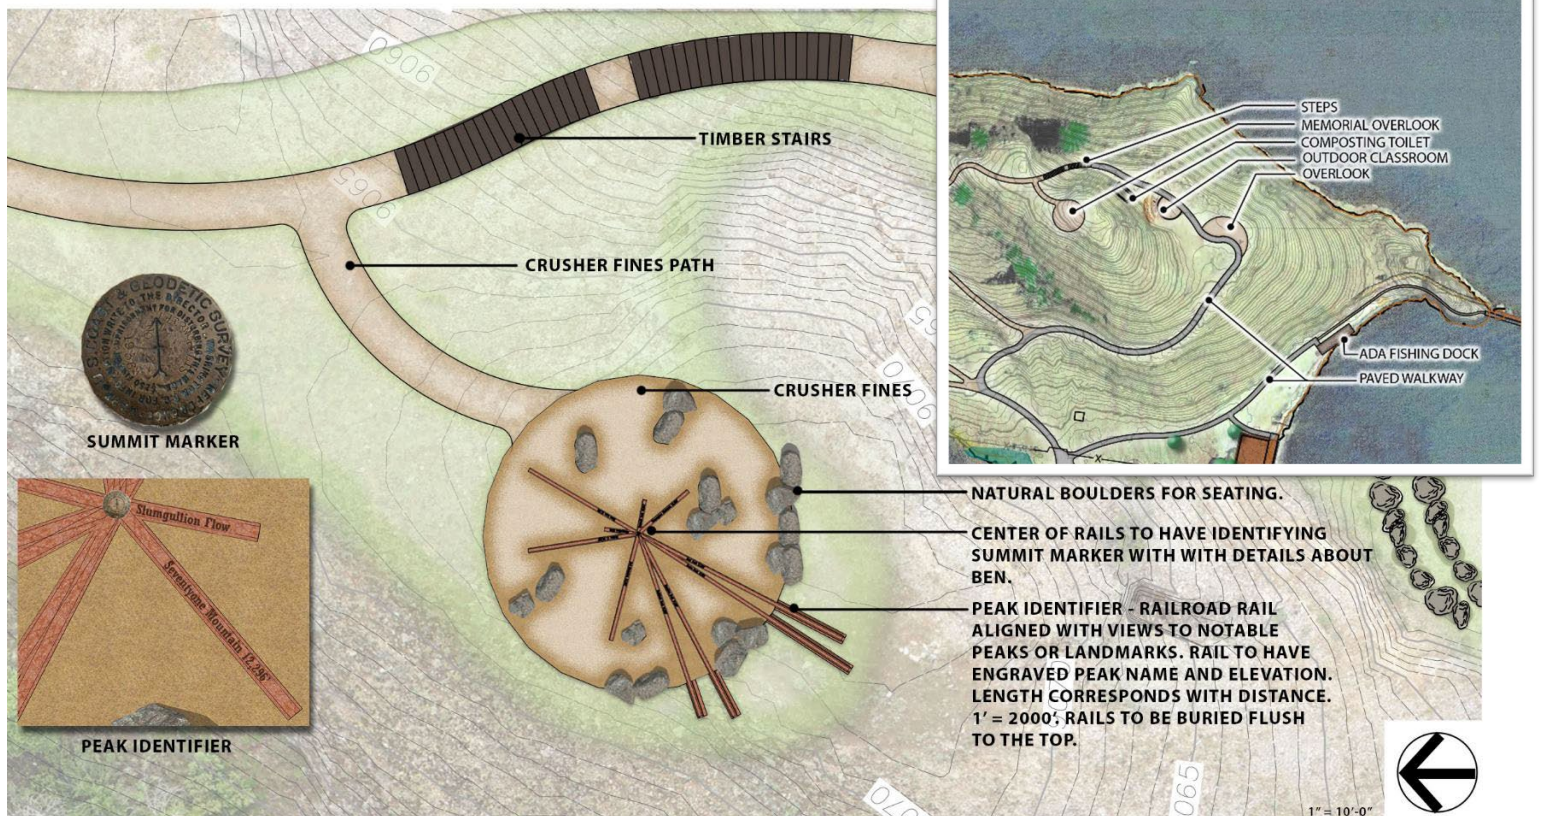 9060
TIMBER STAIRS
9065
CRUSHER FINES PATH
SUMMIT MARKER
CRUSHER FINES
Slumgullion Flow
Seventyone Mountain 12,296'
PEAK IDENTIFIER
STEPS
MEMORIAL OVERLOOK
COMPOSTING TOILET
OUTDOOR CLASSROOM
OVERLOOK
ADA FISHING DOCK
PAVED WALKWAY
X
NATURAL BOULDERS FOR SEATING.
CENTER OF RAILS TO HAVE IDENTIFYING
SUMMIT MARKER WITH WITH DETAILS ABOUT
BEN.
PEAK IDENTIFIER - RAILROAD RAIL
ALIGNED WITH VIEWS TO NOTABLE
PEAKS OR LANDMARKS. RAIL TO HAVE
ENGRAVED PEAK NAME AND ELEVATION.
LENGTH CORRESPONDS WITH DISTANCE.
1' = 2000'. RAILS TO BE BURIED FLUSH
TO THE TOP.
9070
065
1" = 10'-0"